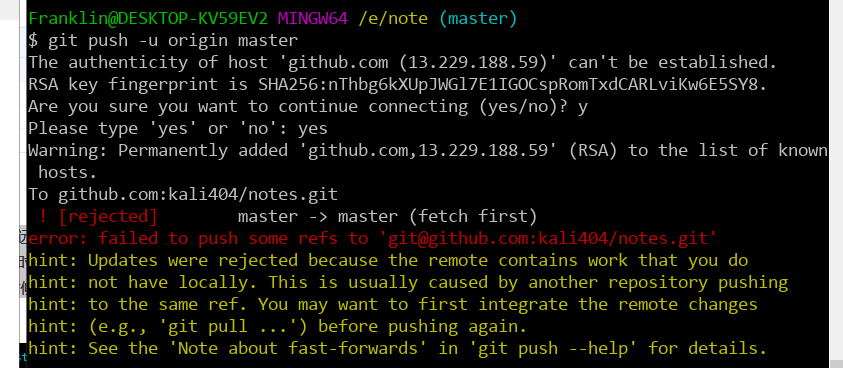 Franklin@DESKTOP-KV59EV2 MINGW64 /e/note (master)
$ git push -u origin master
The authenticity of host 'github.com (13.229.188.59)' can't be established.
RSA key fingerprint is SHA256:nThbg6kXUpJWGl7E1IGOCspRomTxdCARLviKw6E5SY8.
Are you sure you want to continue connecting (yes/no)? y
Please type 'yes' or 'no': yes
Warning: Permanently added 'github.com,13.229.188.59' (RSA) to the list of known
 hosts.
To github.com:kali404/notes.git
 ! [rejected]        master -> master (fetch first)
error: failed to push some refs to 'git@github.com:kali404/notes.git'
hint: Updates were rejected because the remote contains work that you do
hint: not have locally. This is usually caused by another repository pushing
hint: to the same ref. You may want to first integrate the remote changes
hint: (e.g., 'git pull ...') before pushing again.
hint: See the 'Note about fast-forwards' in 'git push --help' for details.